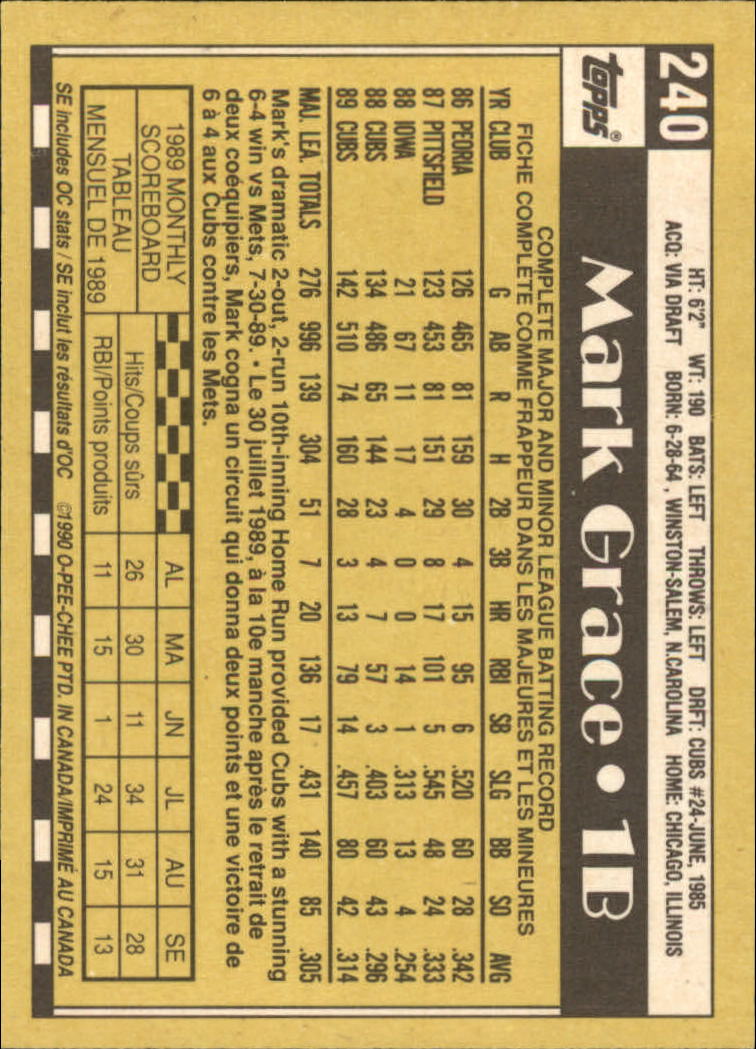 240
HT: 6'2" WT: 190 BATS: LEFT THROWS: LEFT DRFT: CUBS #24-JUNE, 1985
ACQ: VIA DRAFT BORN: 6-28-64 , WINSTON-SALEM, N.CAROLINA HOME: CHICAGO, ILLINOIS
topps®
Mark Grace • 1B
COMPLETE MAJOR AND MINOR LEAGUE BATTING RECORD
FICHE COMPLÈTE COMME FRAPPEUR DANS LES MAJEURES ET LES MINEURES
YR CLUB G AB R H 2B 3B HR RBI SB SLG BB SO AVG
86 PEORIA 126 465 81 159 30 4 15 95 6 .520 60 28 .342
87 PITTSFIELD 123 453 81 151 29 8 17 101 5 .545 48 24 .333
88 IOWA 21 67 11 17 4 0 0 14 1 .313 13 4 .254
88 CUBS 134 486 65 144 23 4 7 57 3 .403 60 43 .296
89 CUBS 142 510 74 160 28 3 13 79 14 .457 80 42 .314
MAJ. LEA. TOTALS 276 996 139 304 51 7 20 136 17 .431 140 85 .305
Mark's dramatic 2-out, 2-run 10th-inning Home Run provided Cubs with a stunning
6-4 win vs Mets, 7-30-89. • Le 30 juillet 1989, à la 10e manche après le retrait de
deux coéquipiers, Mark cogna un circuit qui donna deux points et une victoire de
6 à 4 aux Cubs contre les Mets.
1989 MONTHLY
SCOREBOARD
TABLEAU
MENSUEL DE 1989
AL MA JN JL AU SE
Hits/Coups sûrs 26 30 11 34 31 28
RBI/Points produits 11 15 1 24 15 13
SE includes OC stats / SE inclut les résultats d'OC ©1990 O-PEE-CHEE PTD. IN CANADA/IMPRIMÉ AU CANADA